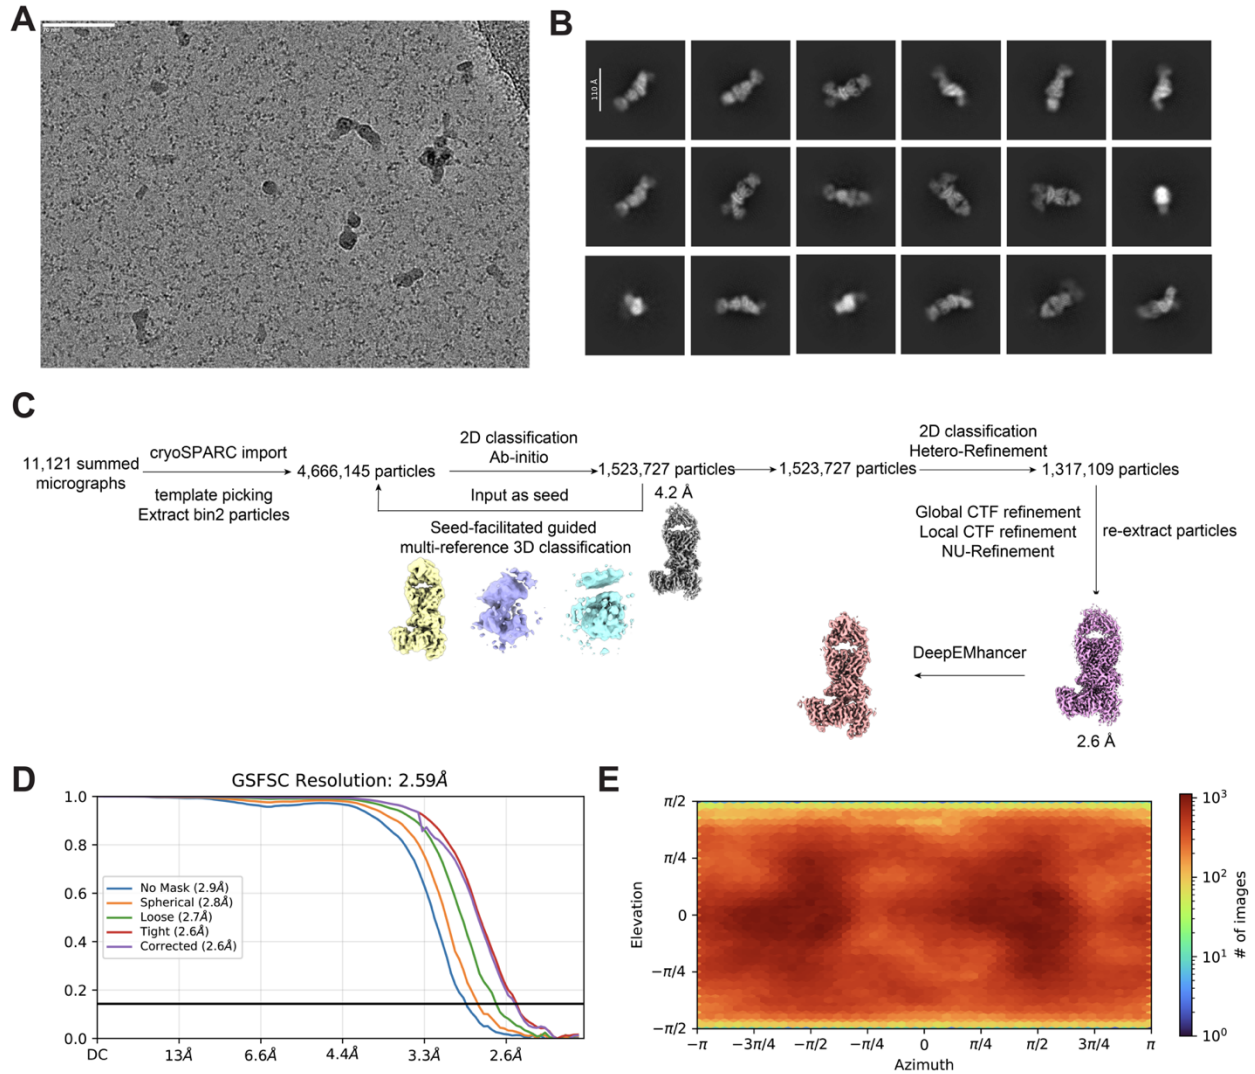 A
B
110 Å
C
11,121 summed
micrographs
cryoSPARC import
template picking
Extract bin2 particles
4,666,145 particles
2D classification
Ab-initio
Input as seed
Seed-facilitated guided
multi-reference 3D classification
1,523,727 particles
4.2 Å
1,523,727 particles
2D classification
Hetero-Refinement
1,317,109 particles
Global CTF refinement
Local CTF refinement
NU-Refinement
re-extract particles
DeepEMhancer
2.6 Å
D
GSFSC Resolution: 2.59Å
1.0
0.8
0.6
0.4
0.2
0.0
No Mask (2.9Å)
Spherical (2.8Å)
Loose (2.7Å)
Tight (2.6Å)
Corrected (2.6Å)
DC
13Å
6.6Å
4.44Å
3.3Å
2.6Å
E
π/2
π/4
0
−π/4
−π/2
Elevation
−π
−3π/4
−π/2
−π/4
0
π/4
π/2
3π/4
π
Azimuth
10³
10²
10¹
10⁰
# of images